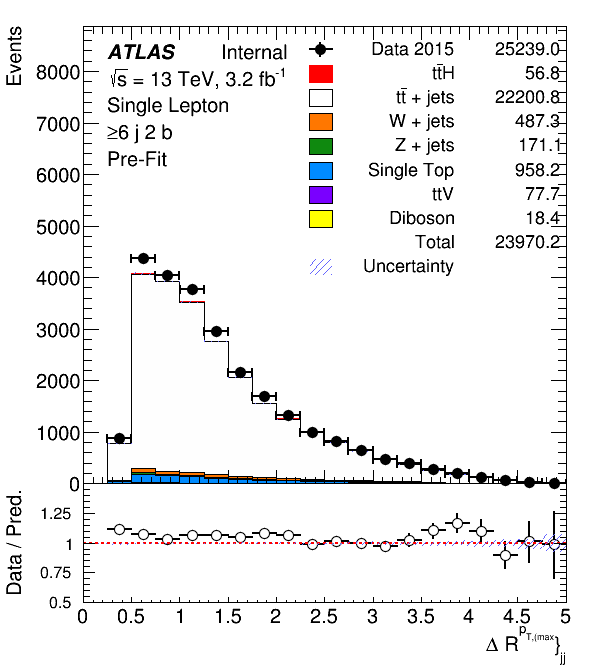 ATLAS Internal
√s = 13 TeV, 3.2 fb⁻¹
Single Lepton
≥6 j 2 b
Pre-Fit
Data 2015 25239.0
tt̄H 56.8
tt̄ + jets 22200.8
W + jets 487.3
Z + jets 171.1
Single Top 958.2
ttV 77.7
Diboson 18.4
Total 23970.2
Uncertainty
Events
8000
7000
6000
5000
4000
3000
2000
1000
0
Data / Pred.
1.25
1
0.75
0.5
0 0.5 1 1.5 2 2.5 3 3.5 4 4.5 5
Δ R^{p_{T,(max}}_{jj}